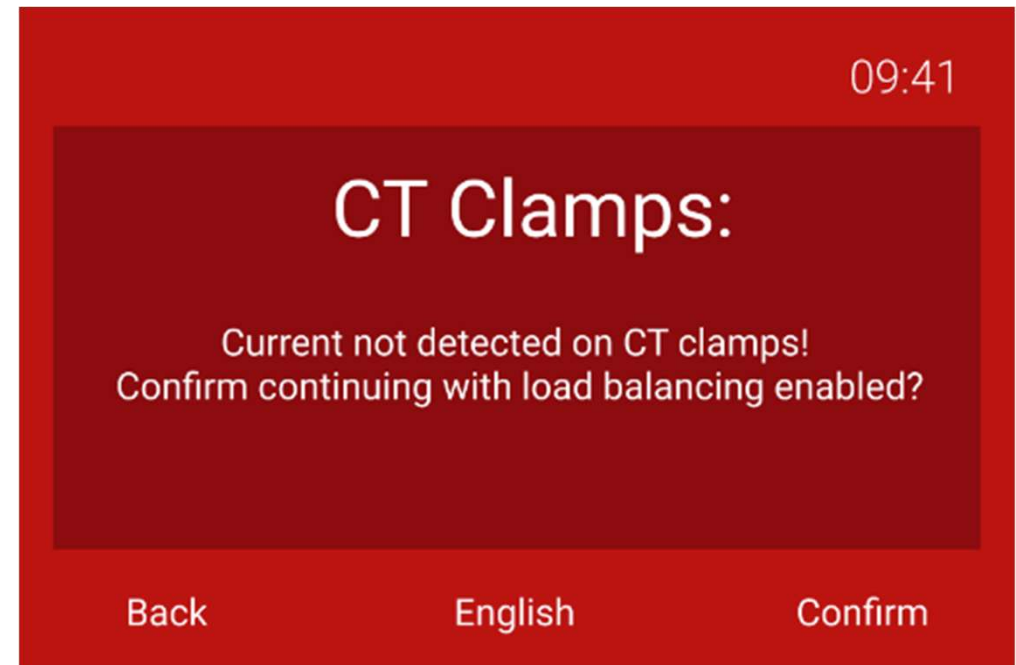 09:41
CT Clamps:
Current not detected on CT clamps!
Confirm continuing with load balancing enabled?
Back English Confirm